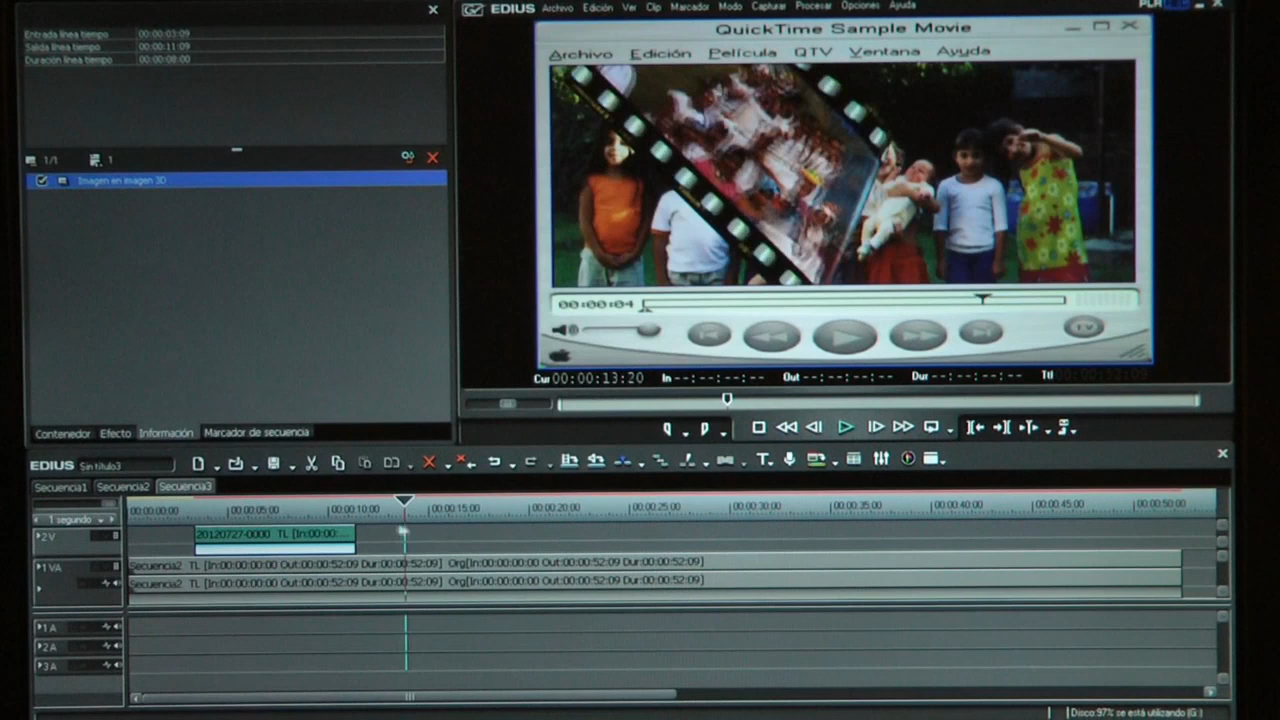 EDIUS Archivo Edición Ver Clip Marcador Modo Capturar Procesar Opciones Ayuda PLR
QuickTime Sample Movie
Archivo Edición Película QTV Ventana Ayuda
00:00:04
TV
Cur 00:00:13:20 In --:--:--:-- Out --:--:--:-- Dur --:--:--:-- Ttl 00:00:52:09
Entrada línea tiempo 00:00:03:09
Salida línea tiempo 00:00:11:09
Duración línea tiempo 00:00:08:00
1/1 1
Imagen en imagen 3D
Contenedor Efecto Información Marcador de secuencia
EDIUS Sin título3
Secuencia1 Secuencia2 Secuencia3
1 segundo 00:00:00:00 00:00:05:00 00:00:10:00 00:00:15:00 00:00:20:00 00:00:25:00 00:00:30:00 00:00:35:00 00:00:40:00 00:00:45:00 00:00:50:00
2 V 20120727-0000 TL [In:00:00:...
1 VA Secuencia2 TL [In:00:00:00:00 Out:00:00:52:09 Dur:00:00:52:09] Org[In:00:00:00:00 Out:00:00:52:09 Dur:00:00:52:09]
Secuencia2 TL [In:00:00:00:00 Out:00:00:52:09 Dur:00:00:52:09] Org[In:00:00:00:00 Out:00:00:52:09 Dur:00:00:52:09]
1 A
2 A
3 A
Disco:97% se está utilizando (G:)